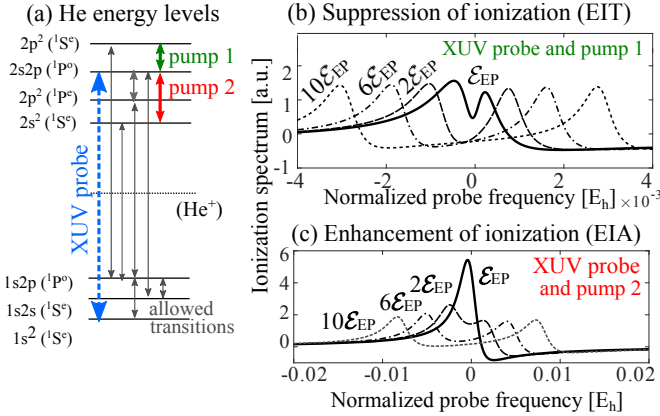 (a) He energy levels
2p² (¹Sᵉ)
pump 1
2s2p (¹Pᵒ)
pump 2
2p² (¹Pᵉ)
2s² (¹Sᵉ)
XUV probe
(He⁺)
1s2p (¹Pᵒ)
1s2s (¹Sᵉ)
allowed
transitions
1s² (¹Sᵉ)
(b) Suppression of ionization (EIT)
XUV probe and pump 1
10ℰEP 6ℰEP 2ℰEP ℰEP
2
1
0
-1
-4 -2 0 2 4
Normalized probe frequency [Eh] ×10⁻³
Ionization spectrum [a.u.]
(c) Enhancement of ionization (EIA)
XUV probe
and pump 2
10ℰEP 6ℰEP 2ℰEP ℰEP
6
4
2
0
-0.02 -0.01 0 0.01 0.02
Normalized probe frequency [Eh]